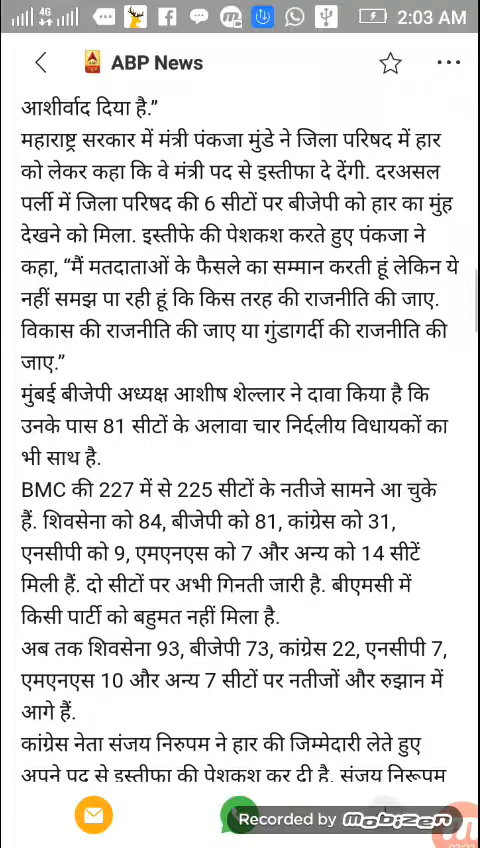 4G
2:03 AM
ABP News
आशीर्वाद दिया है.”
महाराष्ट्र सरकार में मंत्री पंकजा मुंडे ने जिला परिषद में हार
को लेकर कहा कि वे मंत्री पद से इस्तीफा दे देंगी. दरअसल
पर्ली में जिला परिषद की 6 सीटों पर बीजेपी को हार का मुंह
देखने को मिला. इस्तीफे की पेशकश करते हुए पंकजा ने
कहा, “मैं मतदाताओं के फैसले का सम्मान करती हूं लेकिन ये
नहीं समझ पा रही हूं कि किस तरह की राजनीति की जाए.
विकास की राजनीति की जाए या गुंडागर्दी की राजनीति की
जाए.”
मुंबई बीजेपी अध्यक्ष आशीष शेल्लार ने दावा किया है कि
उनके पास 81 सीटों के अलावा चार निर्दलीय विधायकों का
भी साथ है.
BMC की 227 में से 225 सीटों के नतीजे सामने आ चुके
हैं. शिवसेना को 84, बीजेपी को 81, कांग्रेस को 31,
एनसीपी को 9, एमएनएस को 7 और अन्य को 14 सीटें
मिली हैं. दो सीटों पर अभी गिनती जारी है. बीएमसी में
किसी पार्टी को बहुमत नहीं मिला है.
अब तक शिवसेना 93, बीजेपी 73, कांग्रेस 22, एनसीपी 7,
एमएनएस 10 और अन्य 7 सीटों पर नतीजों और रुझान में
आगे हैं.
कांग्रेस नेता संजय निरुपम ने हार की जिम्मेदारी लेते हुए
अपने पद से इस्तीफा की पेशकश कर दी है. संजय निरूपम
Recorded by mobizen